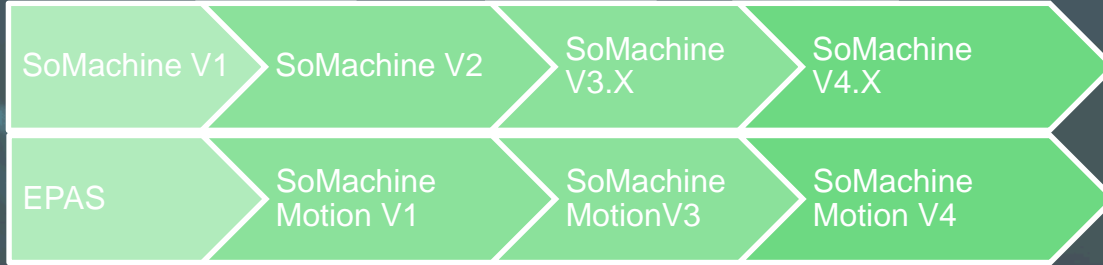 SoMachine V1
SoMachine V2
SoMachine
V3.X
SoMachine
V4.X
EPAS
SoMachine
Motion V1
SoMachine
MotionV3
SoMachine
Motion V4